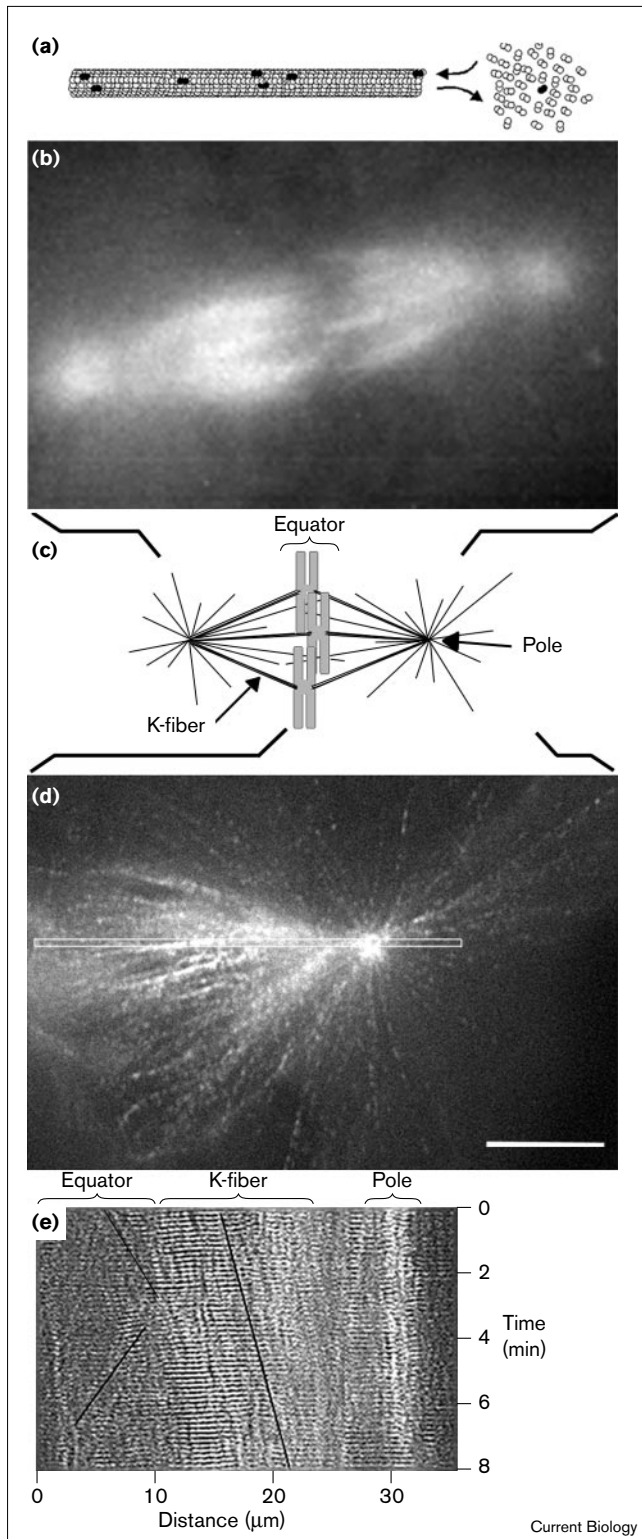 (a)
(b)
Equator
(c)
Pole
K-fiber
(d)
Equator K-fiber Pole
(e)
0
2
4
6
8
Time
(min)
0 10 20 30
Distance (μm)
Current Biology